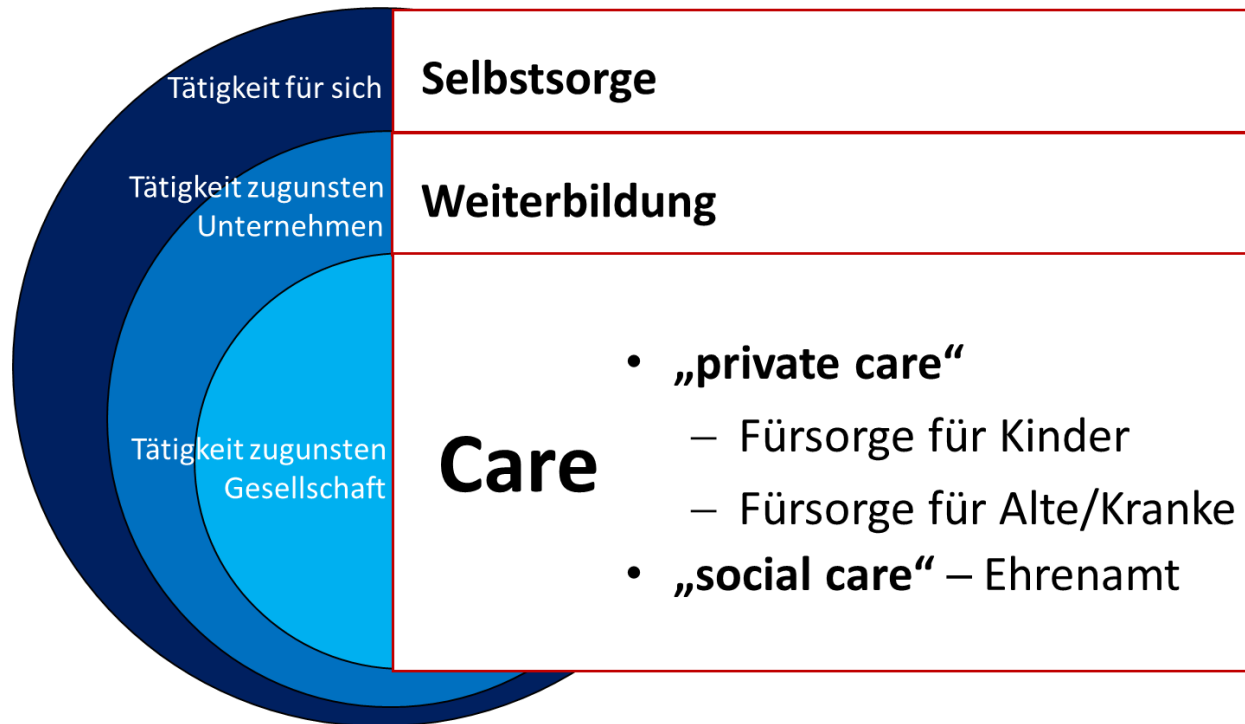 Tätigkeit für sich
Selbstsorge
Tätigkeit zugunsten
Unternehmen
Weiterbildung
Tätigkeit zugunsten
Gesellschaft
Care
• „private care“
– Fürsorge für Kinder
– Fürsorge für Alte/Kranke
• „social care“ – Ehrenamt